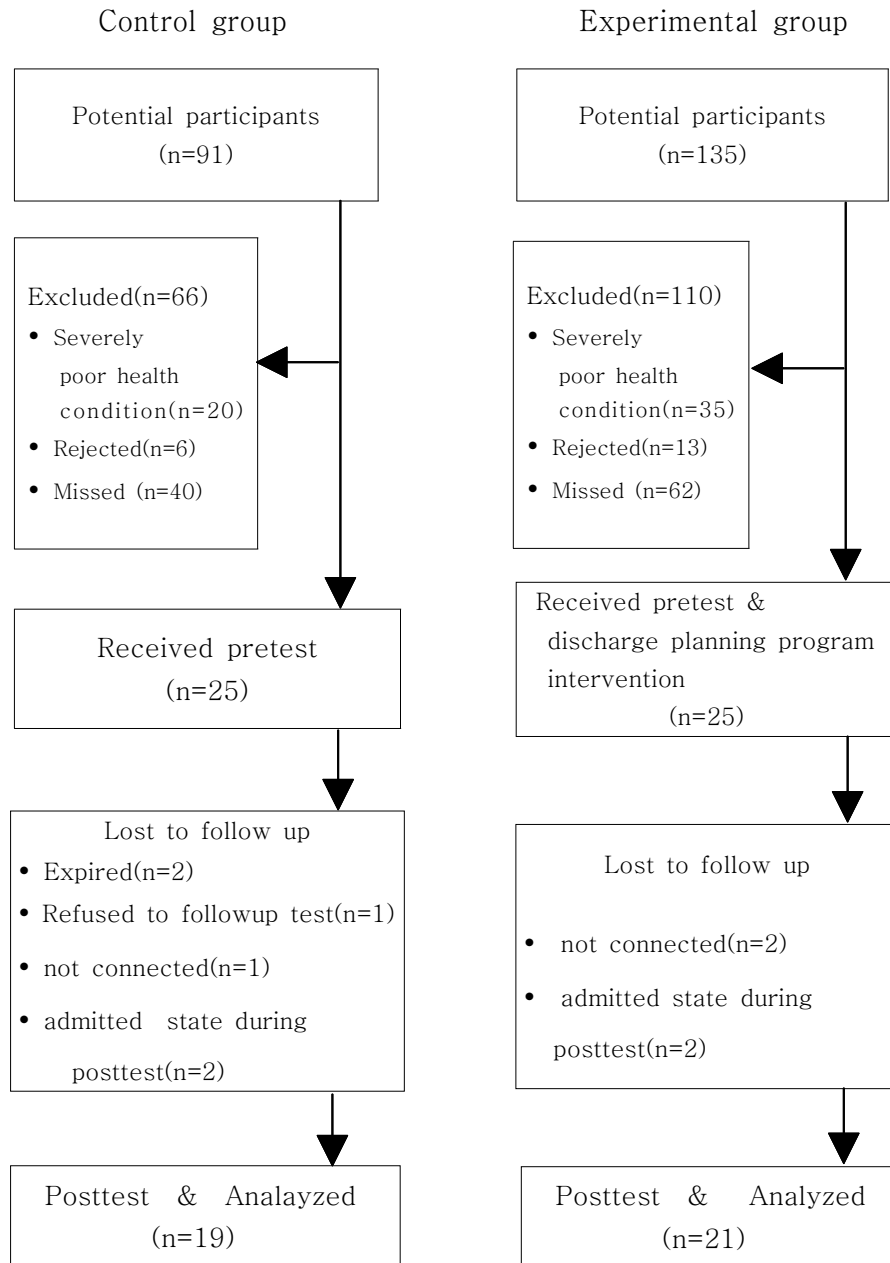 Control group
Potential participants
(n=91)
Excluded(n=66)
• Severely
poor health
condition(n=20)
• Rejected(n=6)
• Missed (n=40)
Received pretest
(n=25)
Lost to follow up
• Expired(n=2)
• Refused to followup test(n=1)
• not connected(n=1)
• admitted state during
posttest(n=2)
Posttest & Analayzed
(n=19)
Experimental group
Potential participants
(n=135)
Excluded(n=110)
• Severely
poor health
condition(n=35)
• Rejected(n=13)
• Missed (n=62)
Received pretest &
discharge planning program
intervention
(n=25)
Lost to follow up
• not connected(n=2)
• admitted state during
posttest(n=2)
Posttest & Analyzed
(n=21)